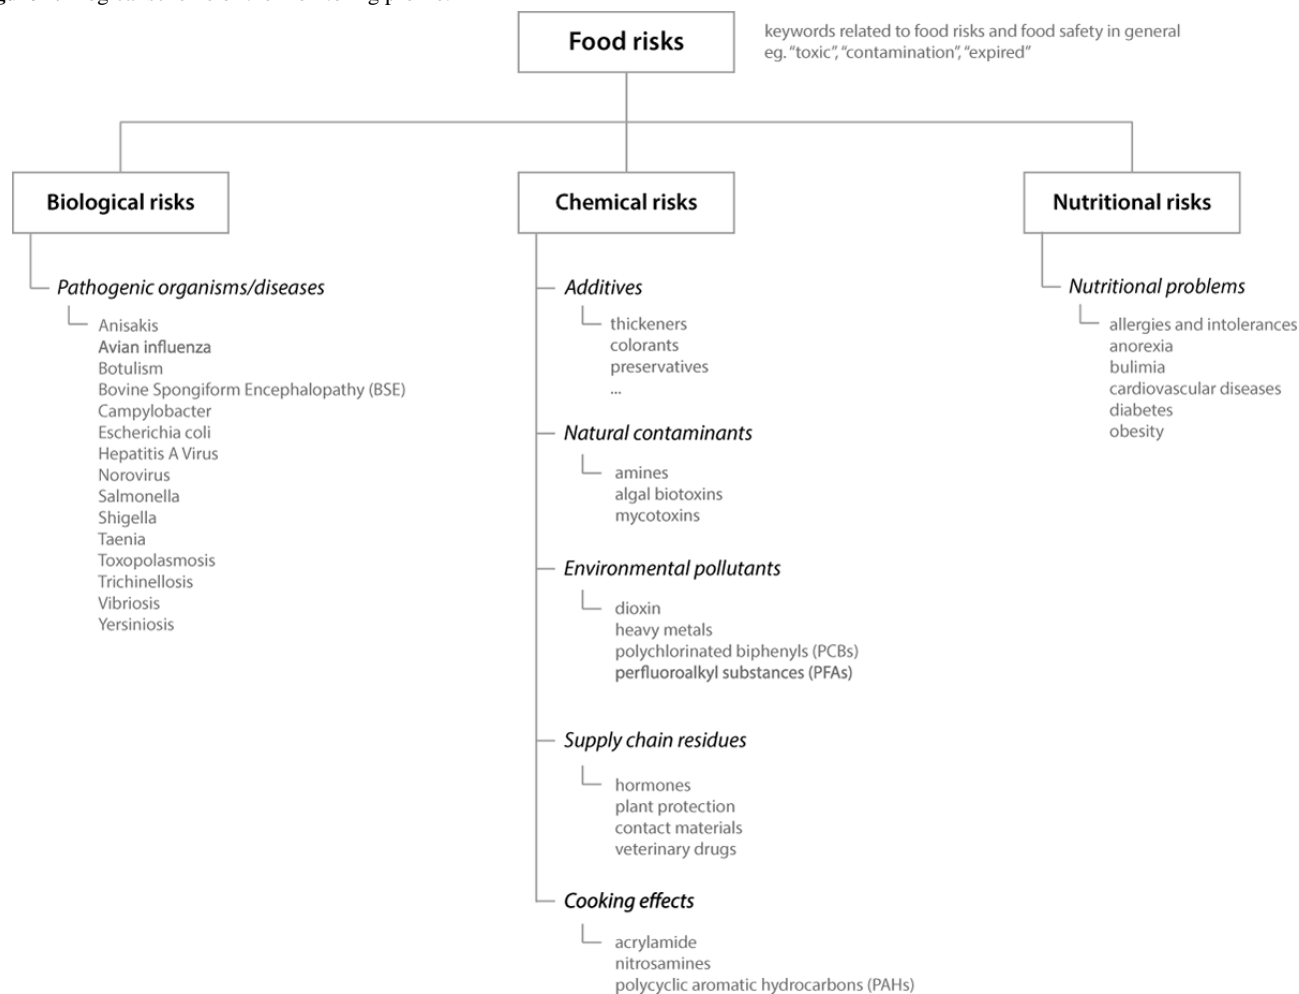 Food risks
keywords related to food risks and food safety in general
eg. “toxic”, “contamination”, “expired”
Biological risks
Chemical risks
Nutritional risks
Pathogenic organisms/diseases
Anisakis
Avian influenza
Botulism
Bovine Spongiform Encephalopathy (BSE)
Campylobacter
Escherichia coli
Hepatitis A Virus
Norovirus
Salmonella
Shigella
Taenia
Toxopolasmosis
Trichinellosis
Vibriosis
Yersiniosis
Additives
thickeners
colorants
preservatives
...
Natural contaminants
amines
algal biotoxins
mycotoxins
Environmental pollutants
dioxin
heavy metals
polychlorinated biphenyls (PCBs)
perfluoroalkyl substances (PFAs)
Supply chain residues
hormones
plant protection
contact materials
veterinary drugs
Cooking effects
acrylamide
nitrosamines
polycyclic aromatic hydrocarbons (PAHs)
Nutritional problems
allergies and intolerances
anorexia
bulimia
cardiovascular diseases
diabetes
obesity